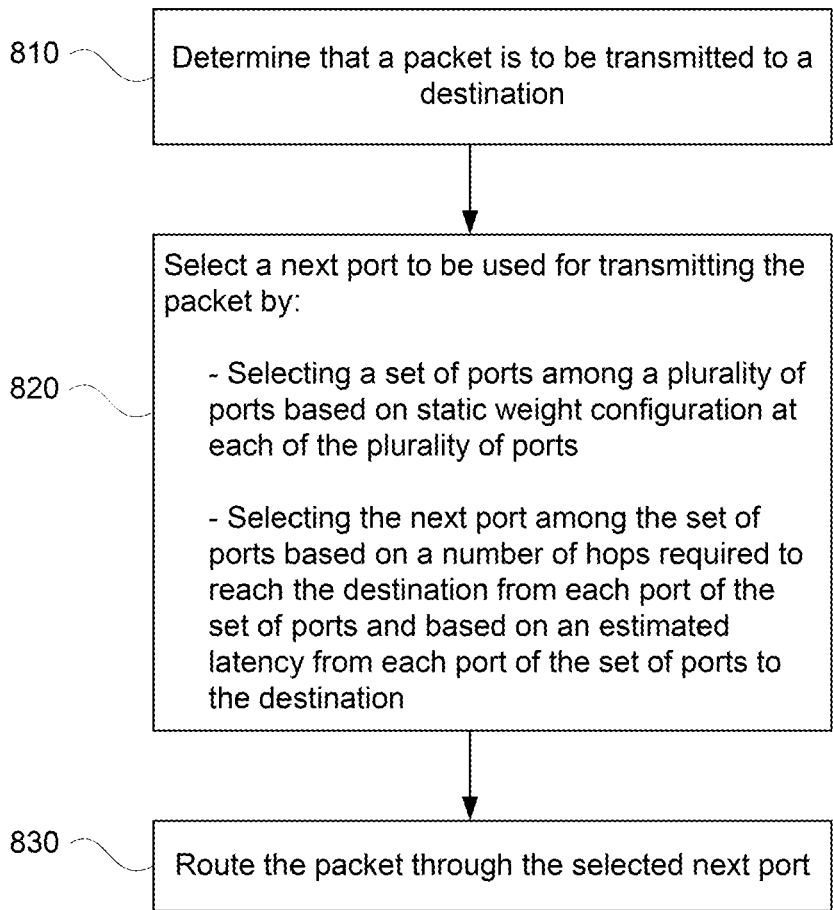 810
Determine that a packet is to be transmitted to a
destination
820
Select a next port to be used for transmitting the
packet by:
- Selecting a set of ports among a plurality of
ports based on static weight configuration at
each of the plurality of ports
- Selecting the next port among the set of
ports based on a number of hops required to
reach the destination from each port of the
set of ports and based on an estimated
latency from each port of the set of ports to
the destination
830
Route the packet through the selected next port